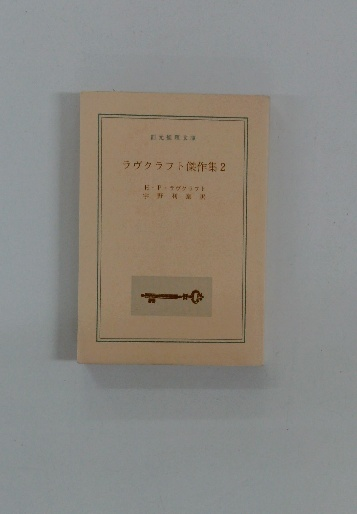 創元推理文庫
ラヴクラフト傑作集2
H・P・ラヴクラフト
宇野利泰訳